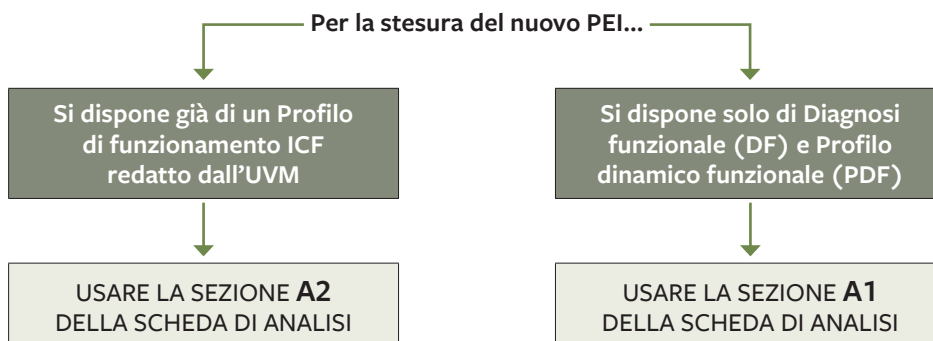 Per la stesura del nuovo PEI...
Si dispone già di un Profilo
di funzionamento ICF
redatto dall'UVM
Si dispone solo di Diagnosi
funzionale (DF) e Profilo
dinamico funzionale (PDF)
USARE LA SEZIONE A2
DELLA SCHEDA DI ANALISI
USARE LA SEZIONE A1
DELLA SCHEDA DI ANALISI